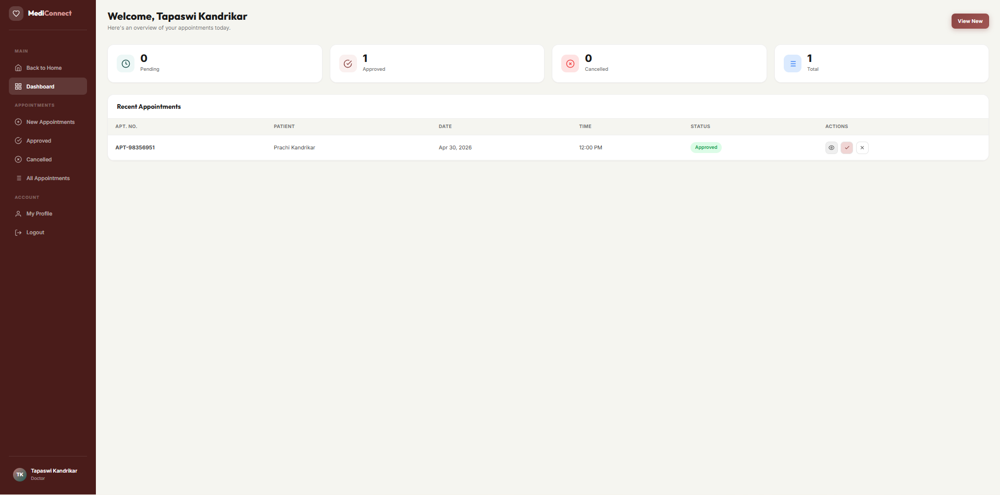 MediConnect
MAIN
Back to Home
Dashboard
APPOINTMENTS
New Appointments
Approved
Cancelled
All Appointments
ACCOUNT
My Profile
Logout
TK
Tapaswi Kandrikar
Doctor
Welcome, Tapaswi Kandrikar
Here's an overview of your appointments today.
View New
0
Pending
1
Approved
0
Cancelled
1
Total
Recent Appointments
APT. NO. PATIENT DATE TIME STATUS ACTIONS
APT-98356951 Prachi Kandrikar Apr 30, 2026 12:00 PM Approved